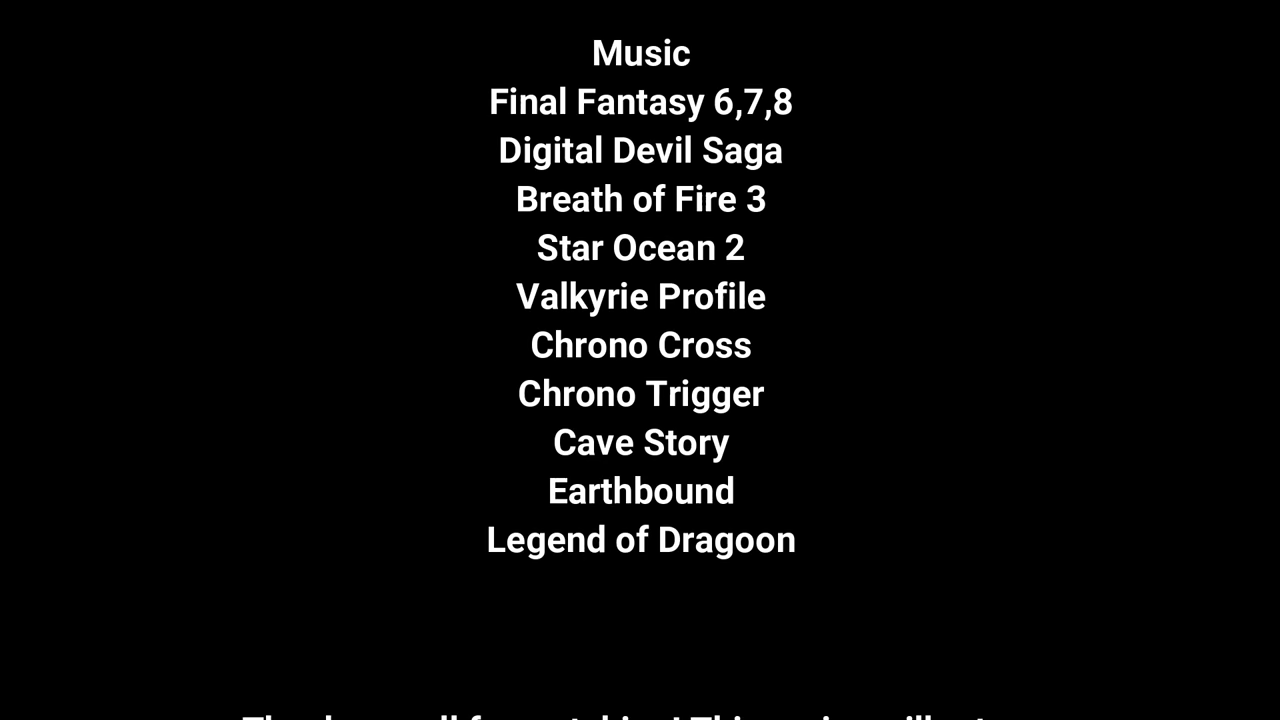 Music
Final Fantasy 6,7,8
Digital Devil Saga
Breath of Fire 3
Star Ocean 2
Valkyrie Profile
Chrono Cross
Chrono Trigger
Cave Story
Earthbound
Legend of Dragoon